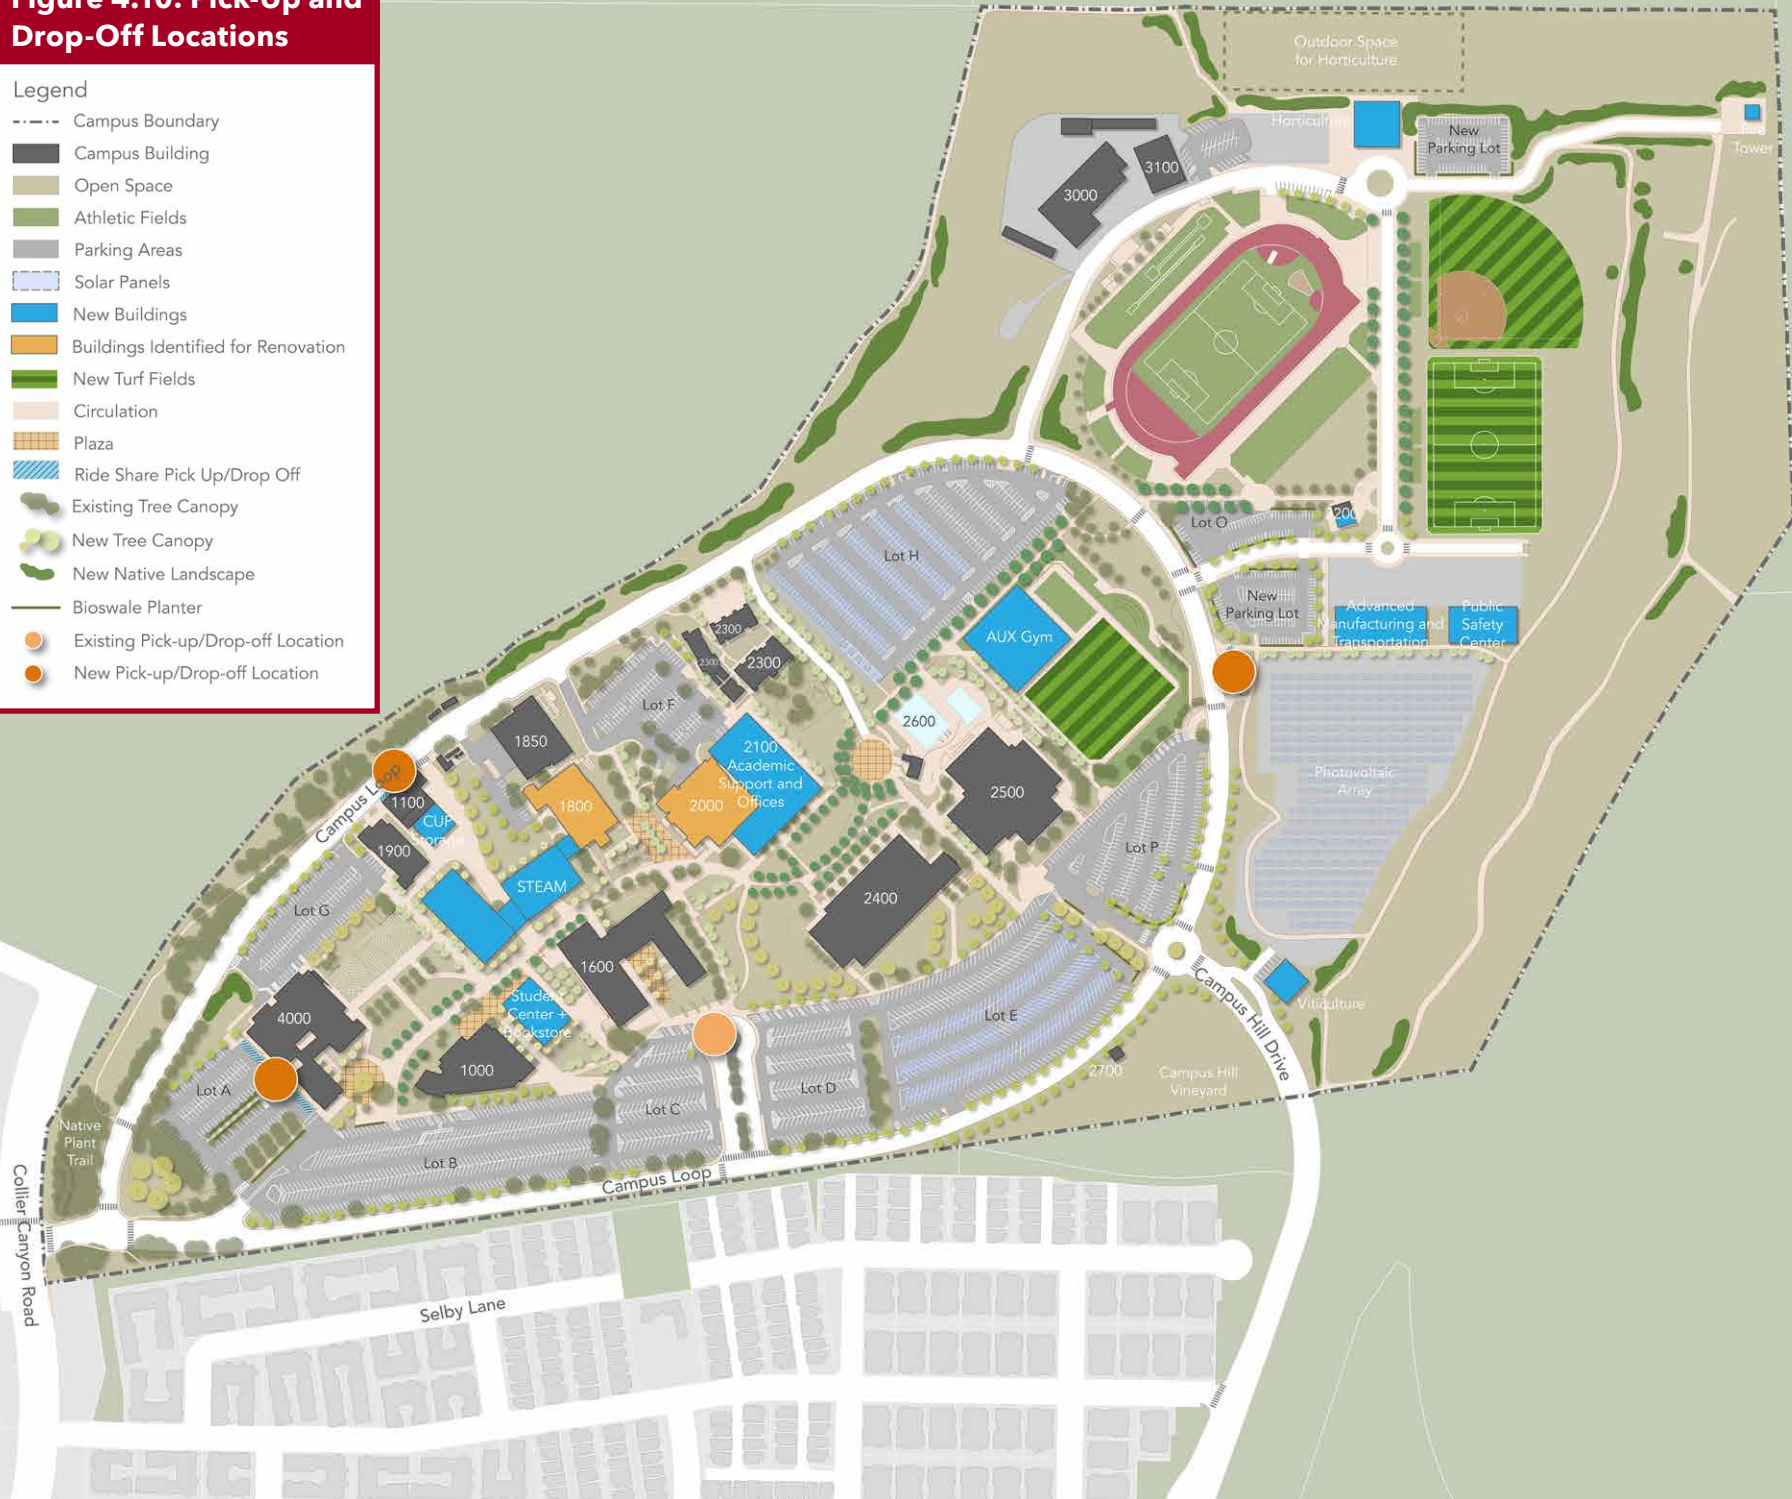 Figure 4.10: Pick-Up and
Drop-Off Locations
Legend
Campus Boundary
Campus Building
Open Space
Athletic Fields
Parking Areas
Solar Panels
New Buildings
Buildings Identified for Renovation
New Turf Fields
Circulation
Plaza
Ride Share Pick Up/Drop Off
Existing Tree Canopy
New Tree Canopy
New Native Landscape
Bioswale Planter
Existing Pick-up/Drop-off Location
New Pick-up/Drop-off Location
Outdoor Space
for Horticulture
Horticulture
New
Parking Lot
Tower
3100
3000
Lot O
200
Lot H
New
Parking Lot
Advanced
Manufacturing and
Transportation
Public
Safety
Center
AUX Gym
2300
2300
2300
Lot F
2600
1850
2100
Academic
Support and
Offices
1800
2000
2500
Photovoltaic
Array
Campus Loop
1100
CUP
Storage
1900
Lot P
STEAM
2400
Lot G
1600
4000
Student
Center +
Bookstore
Lot E
Campus Hill Drive
Viticulture
1000
Lot A
Lot D
2700
Campus Hill
Vineyard
Lot C
Native
Plant
Trail
Lot B
Campus Loop
Collier Canyon Road
Selby Lane